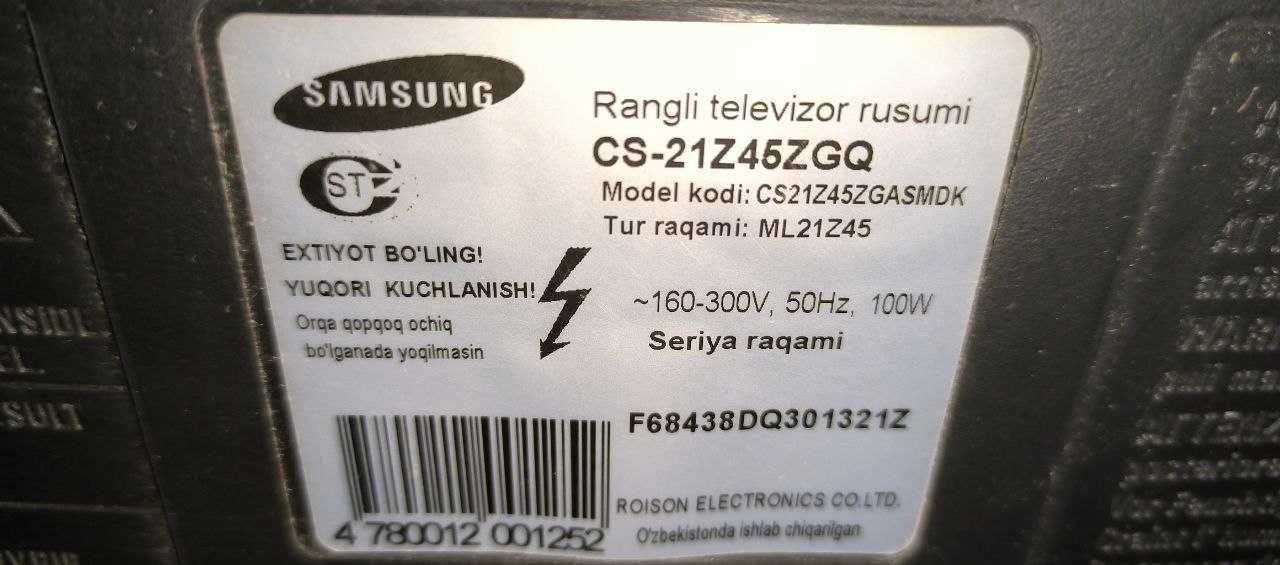 SAMSUNG
STZ
EXTIYOT BO'LING!
YUQORI KUCHLANISH!
Orqa qopqoq ochiq
bo'lganada yoqilmasin
Rangli televizor rusumi
CS-21Z45ZGQ
Model kodi: CS21Z45ZGASMDK
Tur raqami: ML21Z45
~160-300V, 50Hz, 100W
Seriya raqami
F68438DQ301321Z
4 780012 001252
ROISON ELECTRONICS CO.LTD.
O'zbekistonda ishlab chiqarilgan